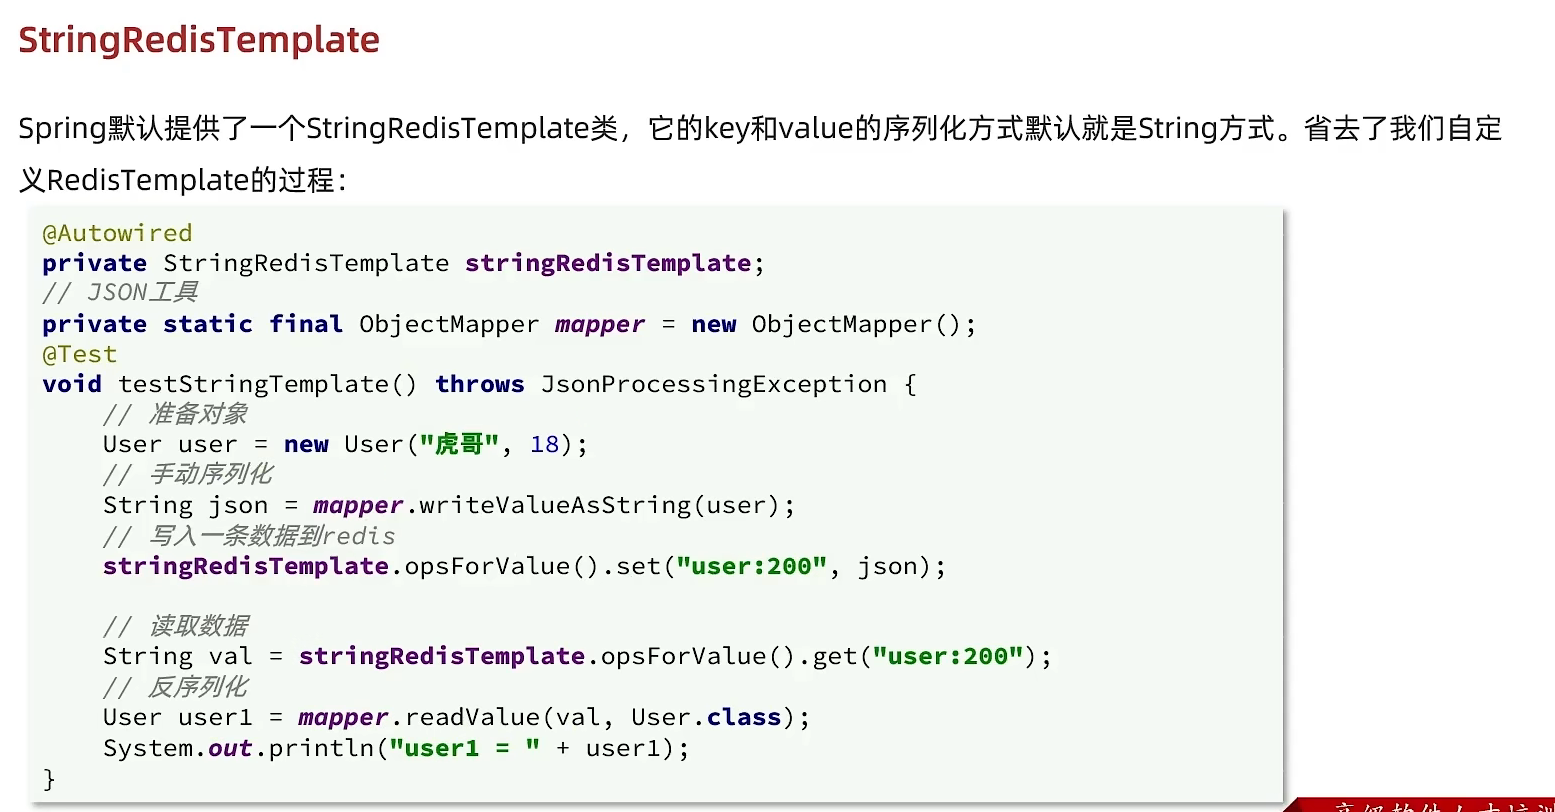 StringRedisTemplate
Spring默认提供了一个StringRedisTemplate类，它的key和value的序列化方式默认就是String方式。省去了我们自定
义RedisTemplate的过程：
@Autowired
private StringRedisTemplate stringRedisTemplate;
// JSON工具
private static final ObjectMapper mapper = new ObjectMapper();
@Test
void testStringTemplate() throws JsonProcessingException {
    // 准备对象
    User user = new User("虎哥", 18);
    // 手动序列化
    String json = mapper.writeValueAsString(user);
    // 写入一条数据到redis
    stringRedisTemplate.opsForValue().set("user:200", json);

    // 读取数据
    String val = stringRedisTemplate.opsForValue().get("user:200");
    // 反序列化
    User user1 = mapper.readValue(val, User.class);
    System.out.println("user1 = " + user1);
}